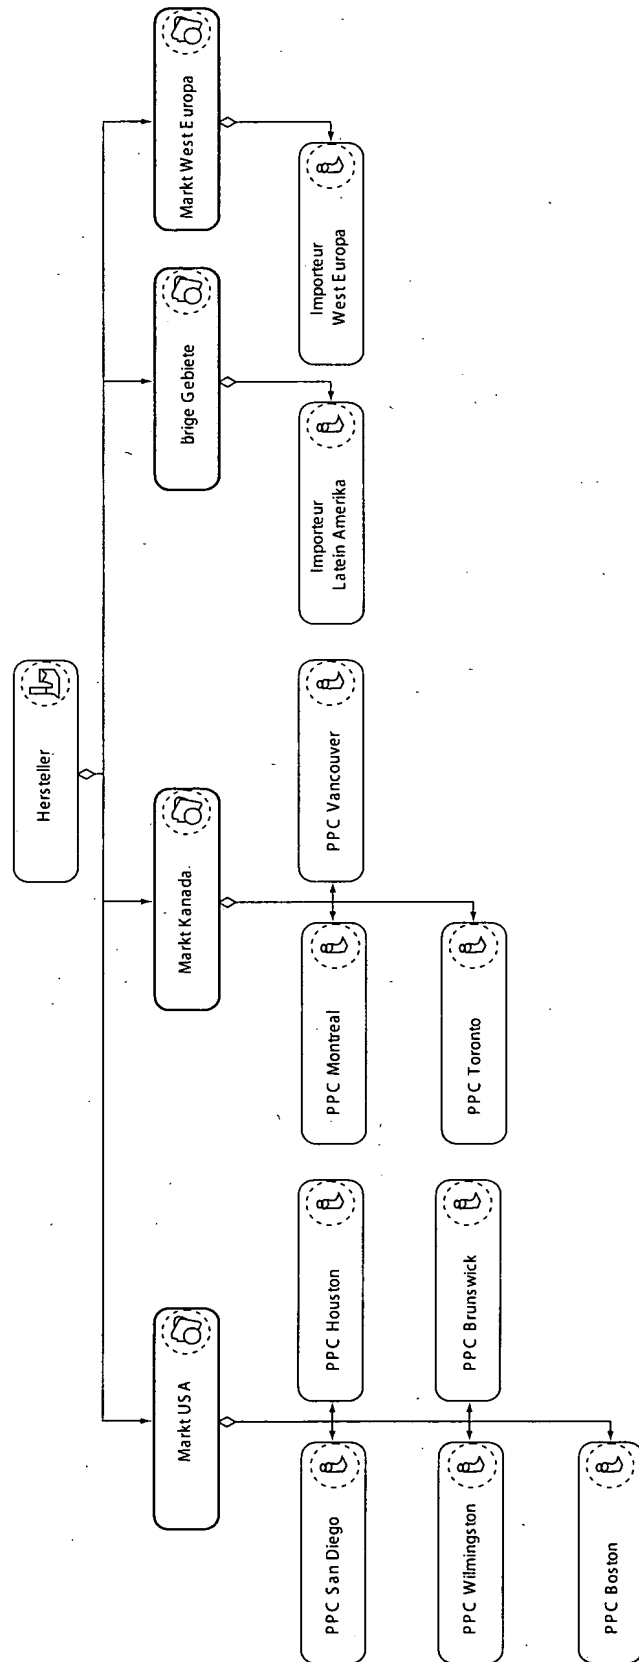 Hersteller
Markt USA
Markt Kanada
brige Gebiete
Markt West Europa
PPC San Diego
PPC Houston
PPC Montreal
PPC Vancouver
Importeur
Latein Amerika
Importeur
West Europa
PPC Wilmingston
PPC Brunswick
PPC Toronto
PPC Boston